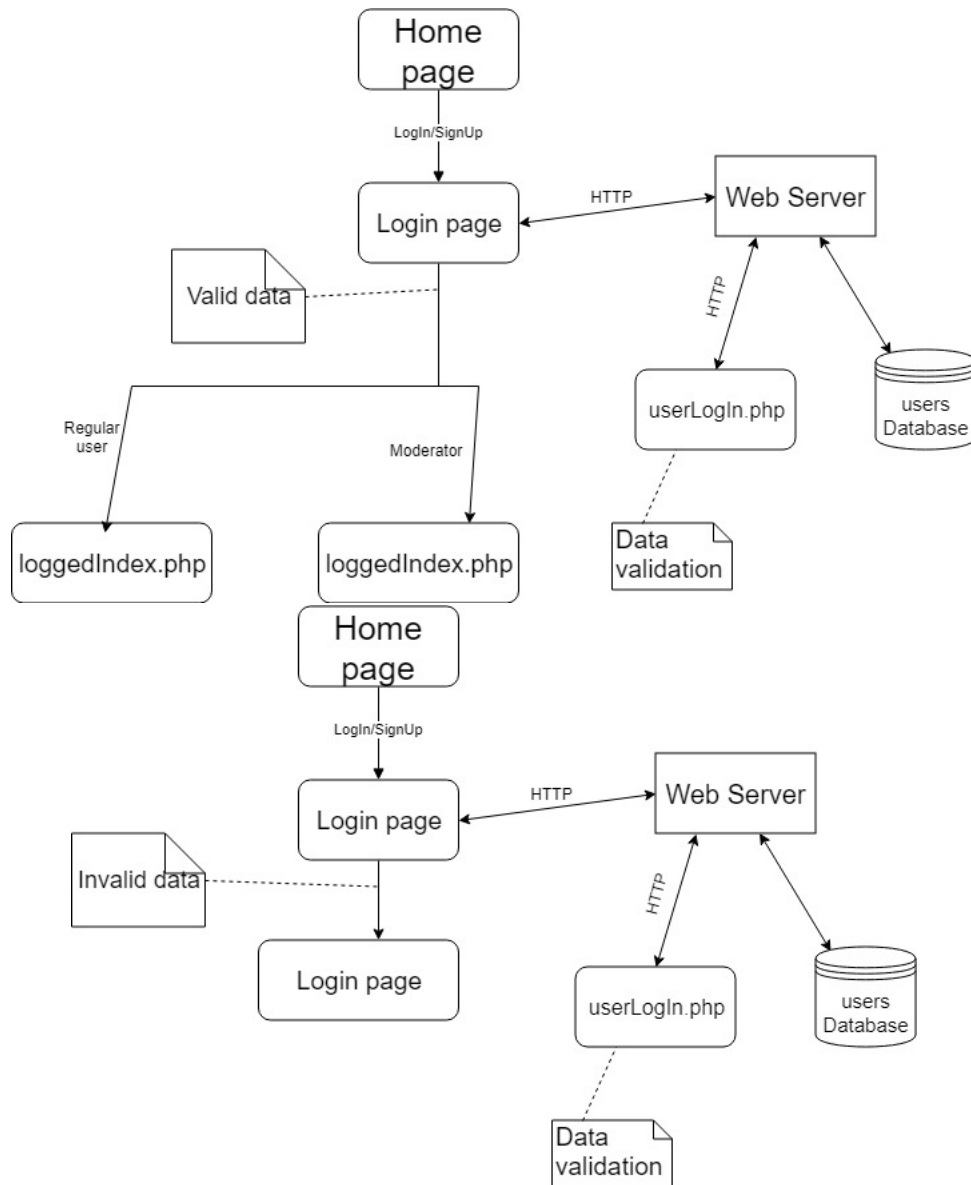 Home
page
LogIn/SignUp
Login page
HTTP
Web Server
Valid data
HTTP
userLogIn.php
users
Database
Regular
user
Moderator
Data
validation
loggedIndex.php
loggedIndex.php
Home
page
LogIn/SignUp
Login page
HTTP
Web Server
Invalid data
HTTP
Login page
userLogIn.php
users
Database
Data
validation